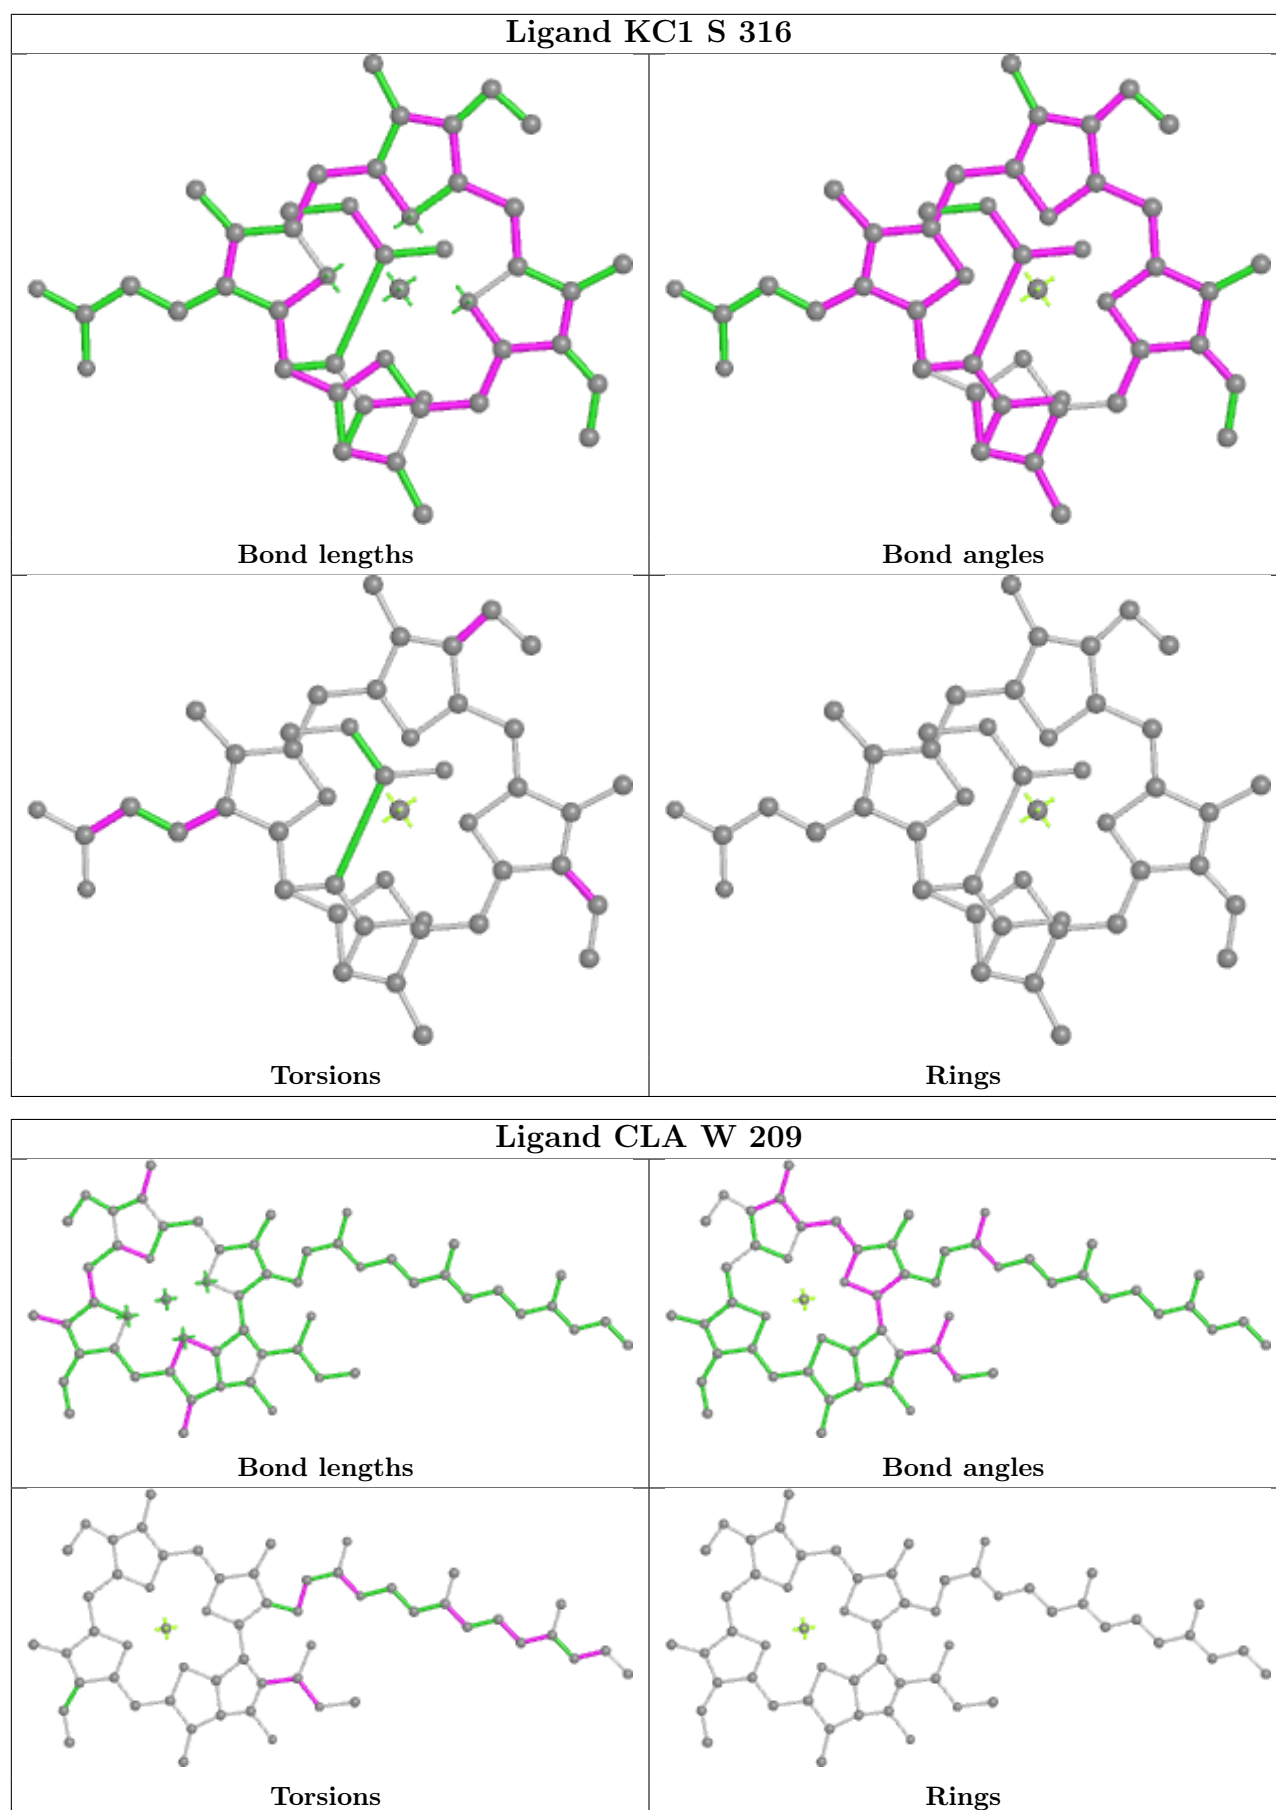 Ligand KC1 S 316
Bond lengths
Bond angles
Torsions
Rings
Ligand CLA W 209
Bond lengths
Bond angles
Torsions
Rings